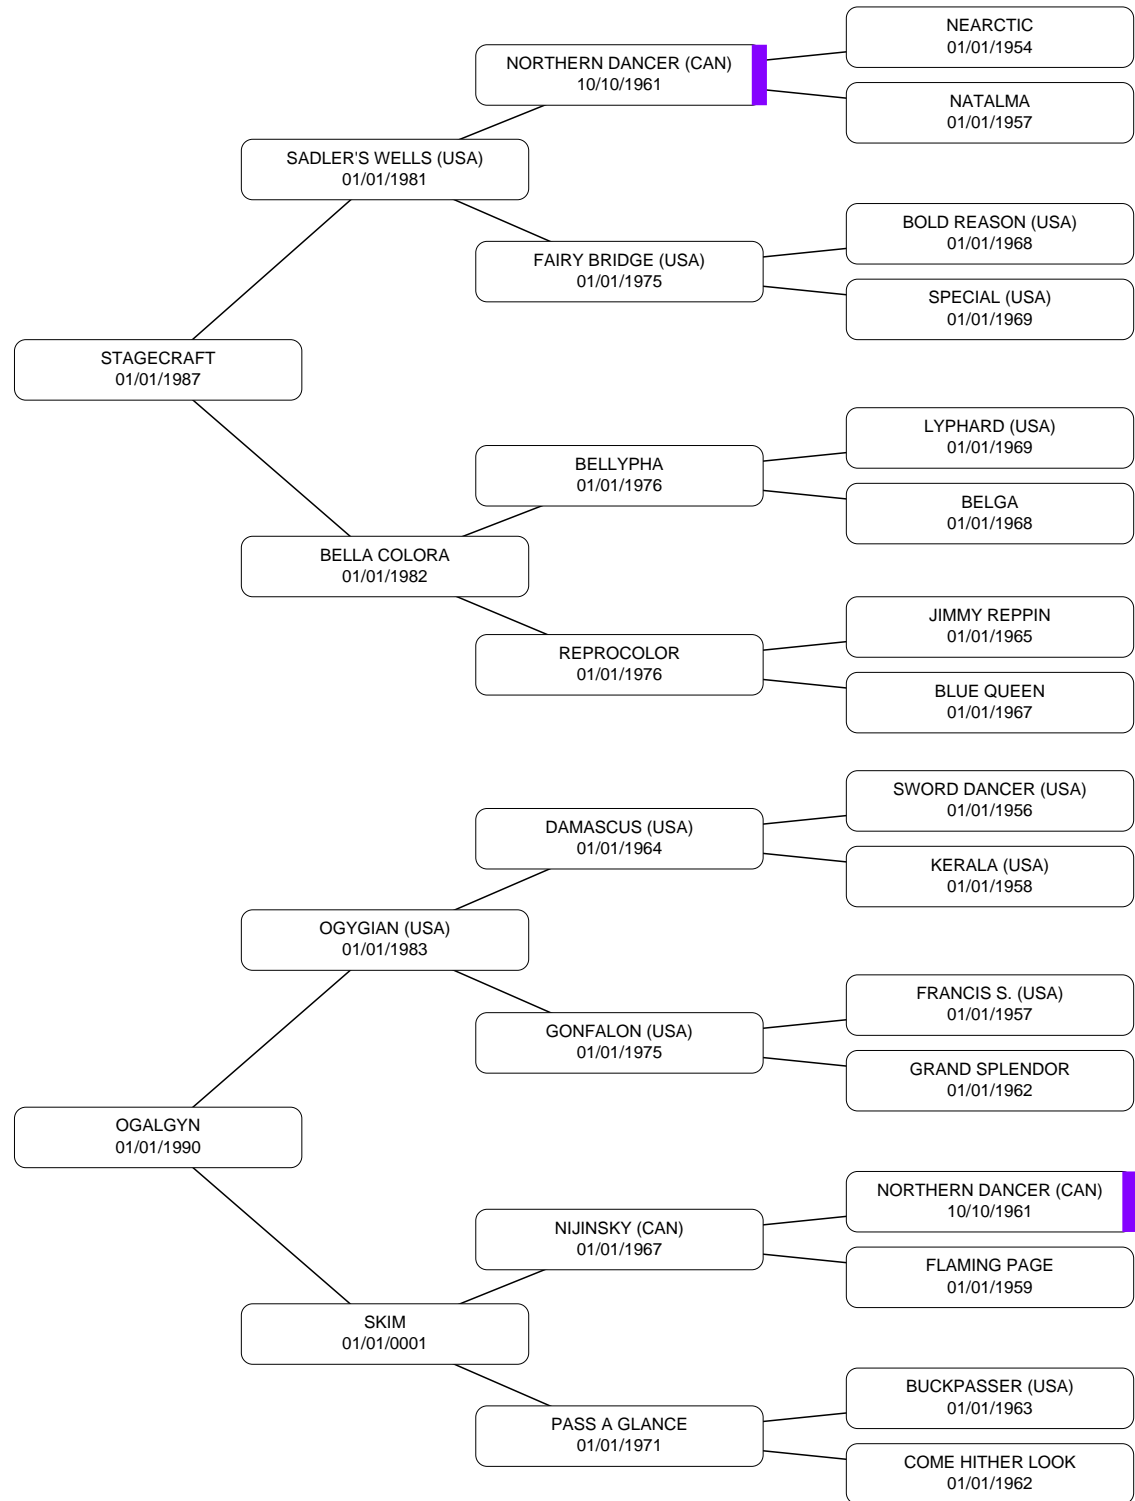 NEARCTIC
01/01/1954
NORTHERN DANCER (CAN)
10/10/1961
NATALMA
01/01/1957
SADLER'S WELLS (USA)
01/01/1981
BOLD REASON (USA)
01/01/1968
FAIRY BRIDGE (USA)
01/01/1975
SPECIAL (USA)
01/01/1969
STAGECRAFT
01/01/1987
LYPHARD (USA)
01/01/1969
BELLYPHA
01/01/1976
BELGA
01/01/1968
BELLA COLORA
01/01/1982
JIMMY REPPIN
01/01/1965
REPROCOLOR
01/01/1976
BLUE QUEEN
01/01/1967
SWORD DANCER (USA)
01/01/1956
DAMASCUS (USA)
01/01/1964
KERALA (USA)
01/01/1958
OGYGIAN (USA)
01/01/1983
FRANCIS S. (USA)
01/01/1957
GONFALON (USA)
01/01/1975
GRAND SPLENDOR
01/01/1962
OGALGYN
01/01/1990
NORTHERN DANCER (CAN)
10/10/1961
NIJINSKY (CAN)
01/01/1967
FLAMING PAGE
01/01/1959
SKIM
01/01/0001
BUCKPASSER (USA)
01/01/1963
PASS A GLANCE
01/01/1971
COME HITHER LOOK
01/01/1962